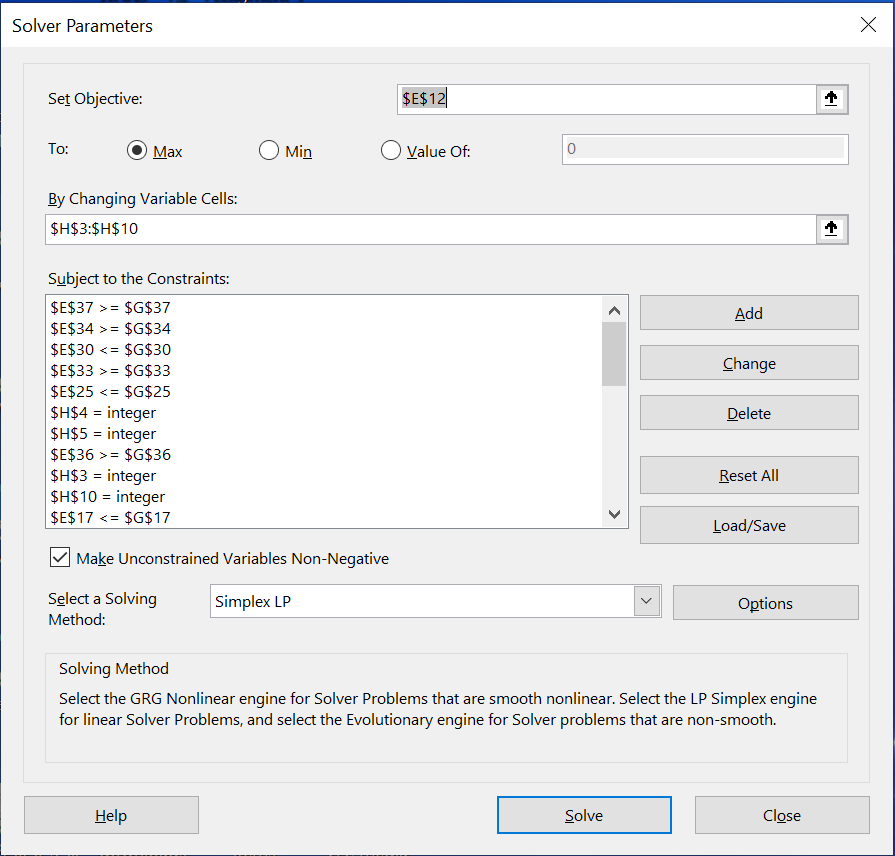 Solver Parameters
Set Objective:
$E$12
To:
Max
Min
Value Of:
0
By Changing Variable Cells:
$H$3:$H$10
Subject to the Constraints:
$E$37 >= $G$37
$E$34 >= $G$34
$E$30 <= $G$30
$E$33 >= $G$33
$E$25 <= $G$25
$H$4 = integer
$H$5 = integer
$E$36 >= $G$36
$H$3 = integer
$H$10 = integer
$E$17 <= $G$17
Add
Change
Delete
Reset All
Load/Save
Make Unconstrained Variables Non-Negative
Select a Solving
Method:
Simplex LP
Options
Solving Method
Select the GRG Nonlinear engine for Solver Problems that are smooth nonlinear. Select the LP Simplex engine
for linear Solver Problems, and select the Evolutionary engine for Solver problems that are non-smooth.
Help
Solve
Close